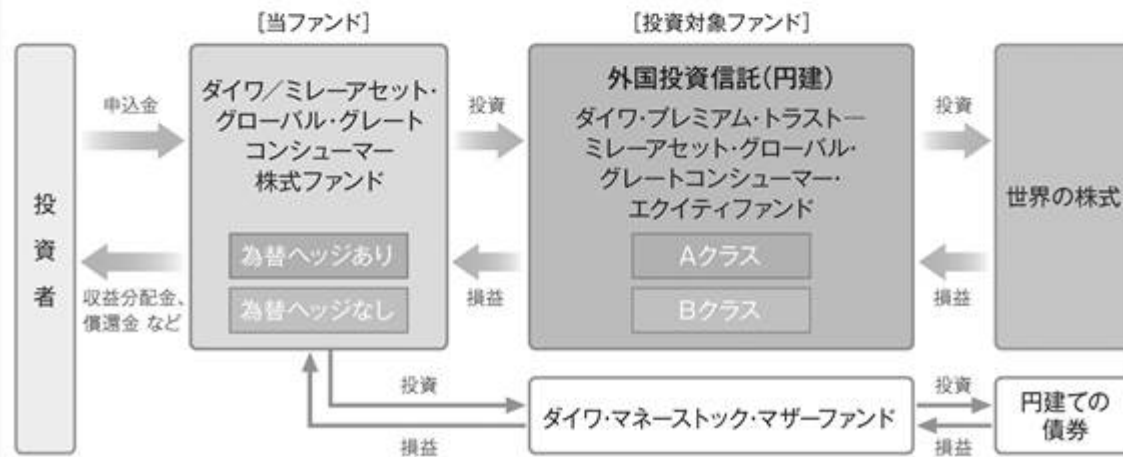 [当ファンド]
[投資対象ファンド]
投資者
申込金
収益分配金、
償還金 など
ダイワ／ミレーアセット・
グローバル・グレート
コンシューマー
株式ファンド
為替ヘッジあり
為替ヘッジなし
投資
損益
外国投資信託(円建)
ダイワ・プレミアム・トラスト―
ミレーアセット・グローバル・
グレートコンシューマー・
エクイティファンド
Aクラス
Bクラス
投資
損益
世界の株式
投資
損益
ダイワ・マネーストック・マザーファンド
投資
損益
円建ての
債券